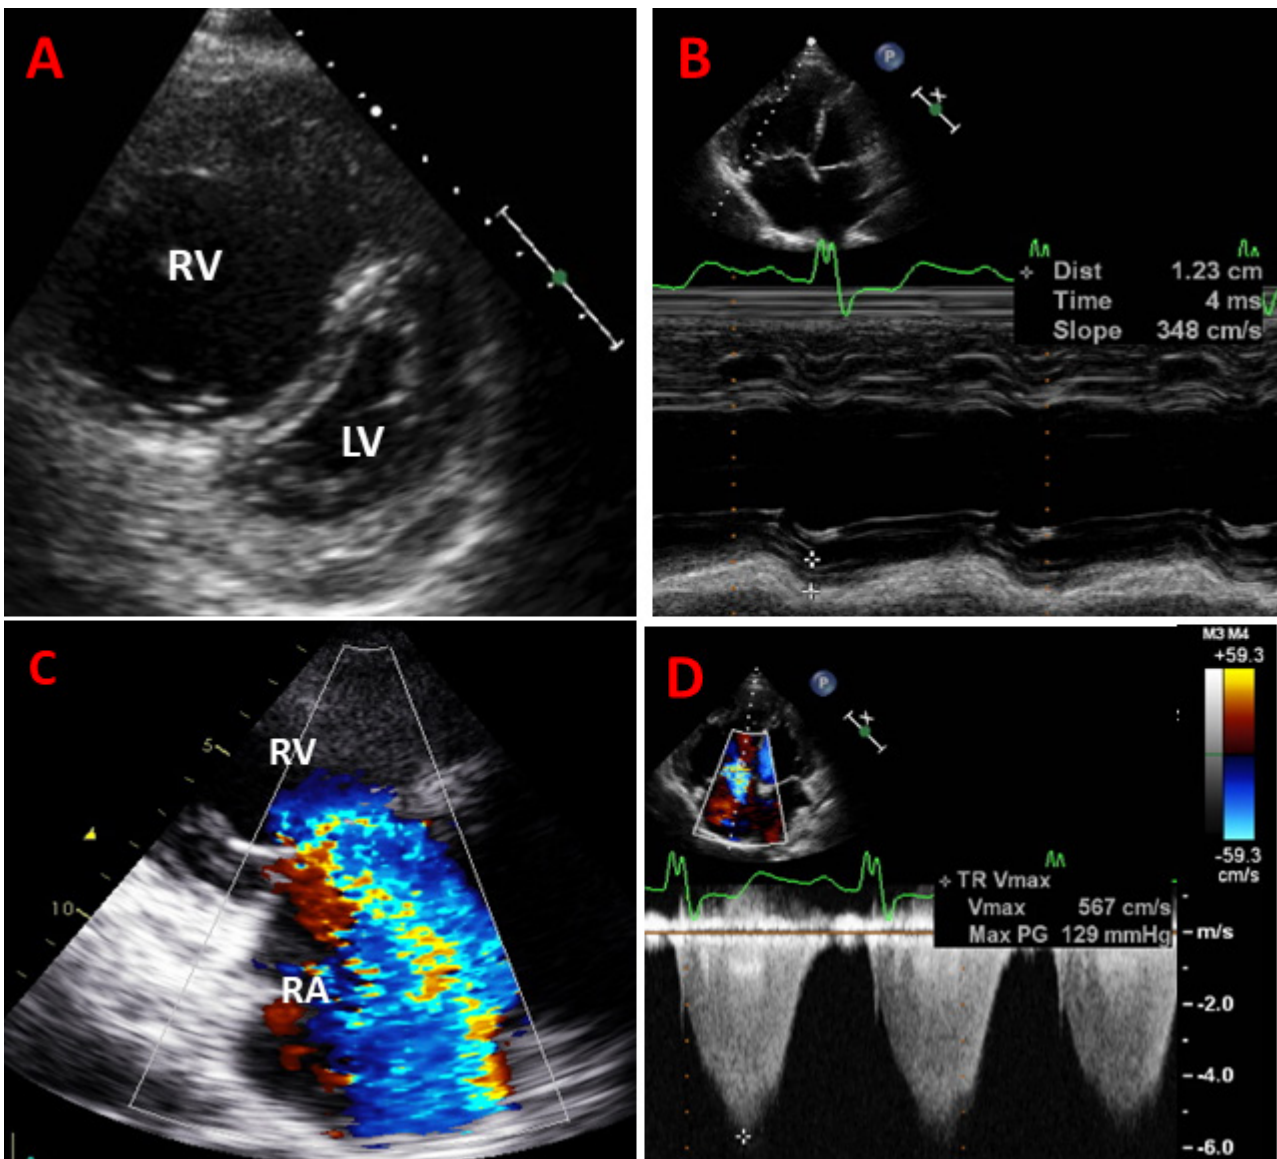 A
RV
LV
B
P
X
Dist 1.23 cm
Time 4 ms
Slope 348 cm/s
C
RV
5
RA
10
D
P
X
M3 M4
+59.3
-59.3
cm/s
TR Vmax
Vmax 567 cm/s
Max PG 129 mmHg
m/s
-2.0
-4.0
-6.0